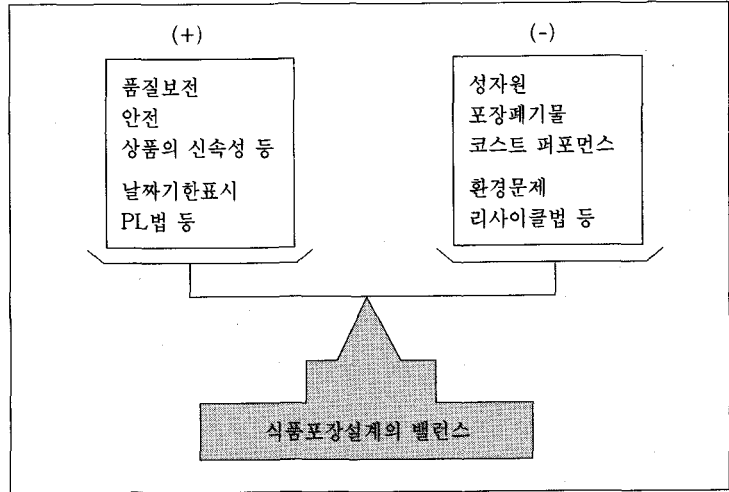 (+)
품질보전
안전
상품의 신속성 등
날짜기한표시
PL법 등
(-)
성자원
포장폐기물
코스트 퍼포먼스
환경문제
리사이클법 등
식품포장설계의 밸런스